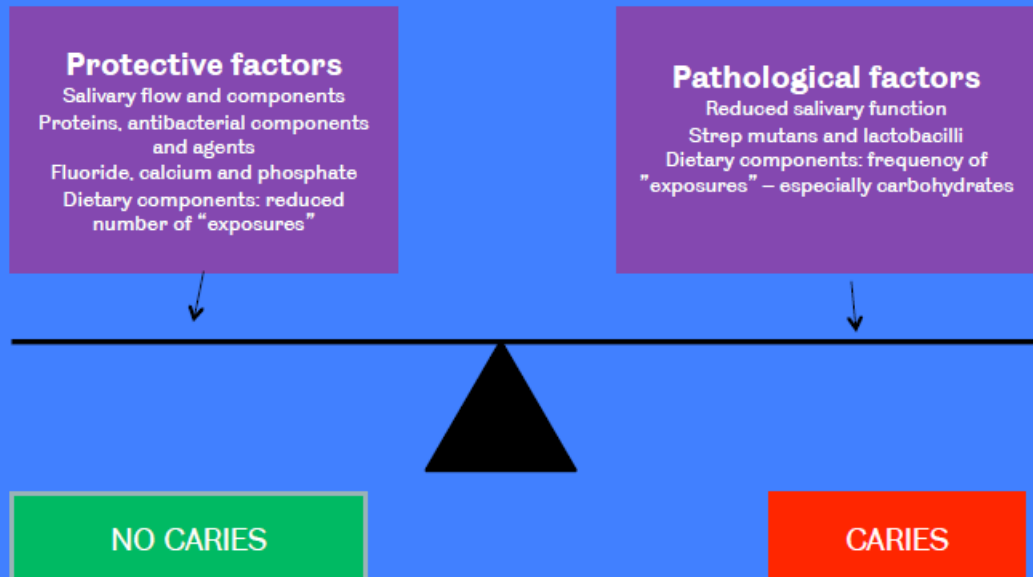 Protective factors
Salivary flow and components
Proteins, antibacterial components
and agents
Fluoride, calcium and phosphate
Dietary components: reduced
number of “exposures”
Pathological factors
Reduced salivary function
Strep mutans and lactobacilli
Dietary components: frequency of
”exposures” – especially carbohydrates
NO CARIES
CARIES